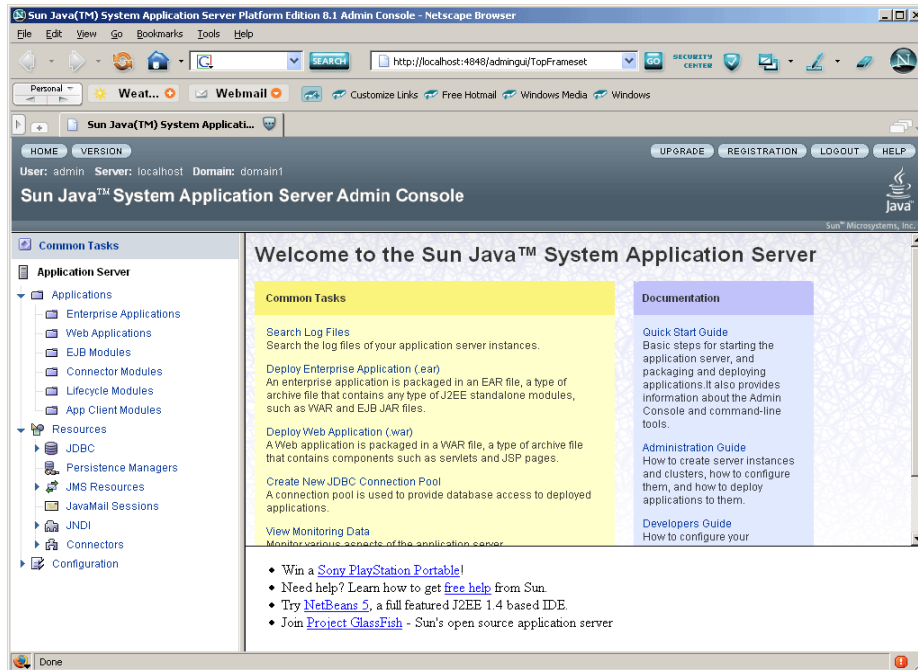 Sun Java(TM) System Application Server Platform Edition 8.1 Admin Console - Netscape Browser
File Edit View Go Bookmarks Tools Help
SEARCH http://localhost:4848/admingui/TopFrameset GO SECURITY CENTER
Personal Weat... Webmail Customize Links Free Hotmail Windows Media Windows
Sun Java(TM) System Applicati...
HOME VERSION UPGRADE REGISTRATION LOGOUT HELP
User: admin Server: localhost Domain: domain1
Sun Java™ System Application Server Admin Console
Java™
Sun™ Microsystems, Inc.
Common Tasks
Application Server
Applications
Enterprise Applications
Web Applications
EJB Modules
Connector Modules
Lifecycle Modules
App Client Modules
Resources
JDBC
Persistence Managers
JMS Resources
JavaMail Sessions
JNDI
Connectors
Configuration
Welcome to the Sun Java™ System Application Server
Common Tasks
Search Log Files
Search the log files of your application server instances.
Deploy Enterprise Application (.ear)
An enterprise application is packaged in an EAR file, a type of
archive file that contains any type of J2EE standalone modules,
such as WAR and EJB JAR files.
Deploy Web Application (.war)
A Web application is packaged in a WAR file, a type of archive file
that contains components such as servlets and JSP pages.
Create New JDBC Connection Pool
A connection pool is used to provide database access to deployed
applications.
View Monitoring Data
Monitor various aspects of the application server
Documentation
Quick Start Guide
Basic steps for starting the
application server, and
packaging and deploying
applications.It also provides
information about the Admin
Console and command-line
tools.
Administration Guide
How to create server instances
and clusters, how to configure
them, and how to deploy
applications to them.
Developers Guide
How to configure your
• Win a Sony PlayStation Portable!
• Need help? Learn how to get free help from Sun.
• Try NetBeans 5, a full featured J2EE 1.4 based IDE.
• Join Project GlassFish - Sun's open source application server
Done